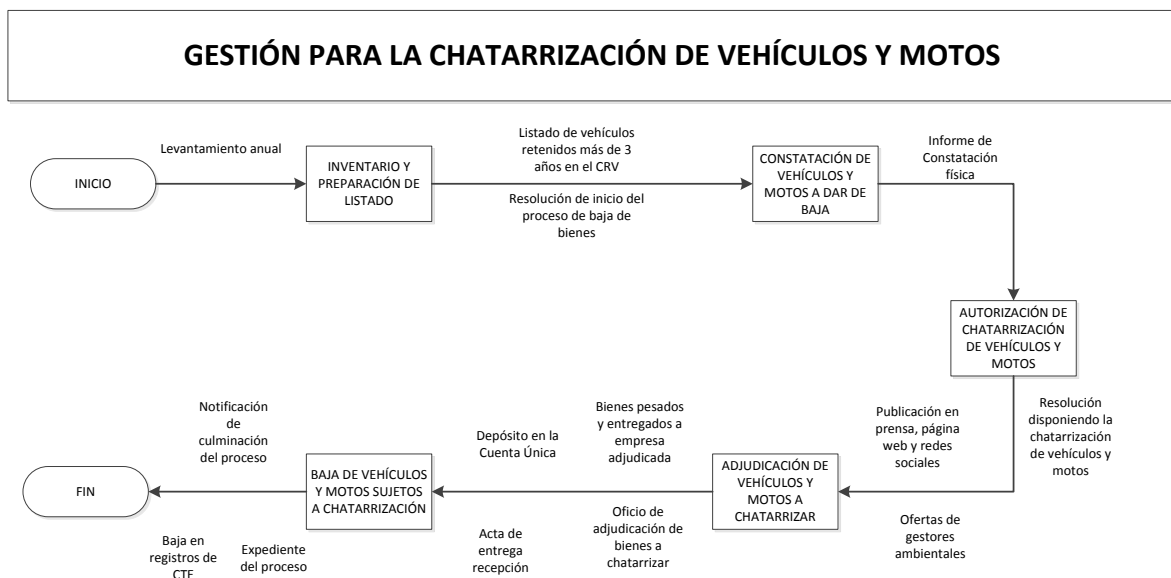 GESTIÓN PARA LA CHATARRIZACIÓN DE VEHÍCULOS Y MOTOS
INICIO
Levantamiento anual
INVENTARIO Y
PREPARACIÓN DE
LISTADO
Listado de vehículos
retenidos más de 3
años en el CRV
Resolución de inicio del
proceso de baja de
bienes
CONSTATACIÓN DE
VEHÍCULOS Y
MOTOS A DAR DE
BAJA
Informe de
Constatación
física
AUTORIZACIÓN DE
CHATARRIZACIÓN
DE VEHÍCULOS Y
MOTOS
Resolución
disponiendo la
chatarrización
de vehículos y
motos
Publicación en
prensa, página
web y redes
sociales
Ofertas de
gestores
ambientales
ADJUDICACIÓN DE
VEHÍCULOS Y
MOTOS A
CHATARRIZAR
Bienes pesados
y entregados a
empresa
adjudicada
Oficio de
adjudicación de
bienes a
chatarrizar
Depósito en la
Cuenta Única
Acta de
entrega
recepción
BAJA DE VEHÍCULOS
Y MOTOS SUJETOS
A CHATARRIZACIÓN
Notificación
de
culminación
del proceso
Expediente
del proceso
Baja en
registros de
CTE
FIN